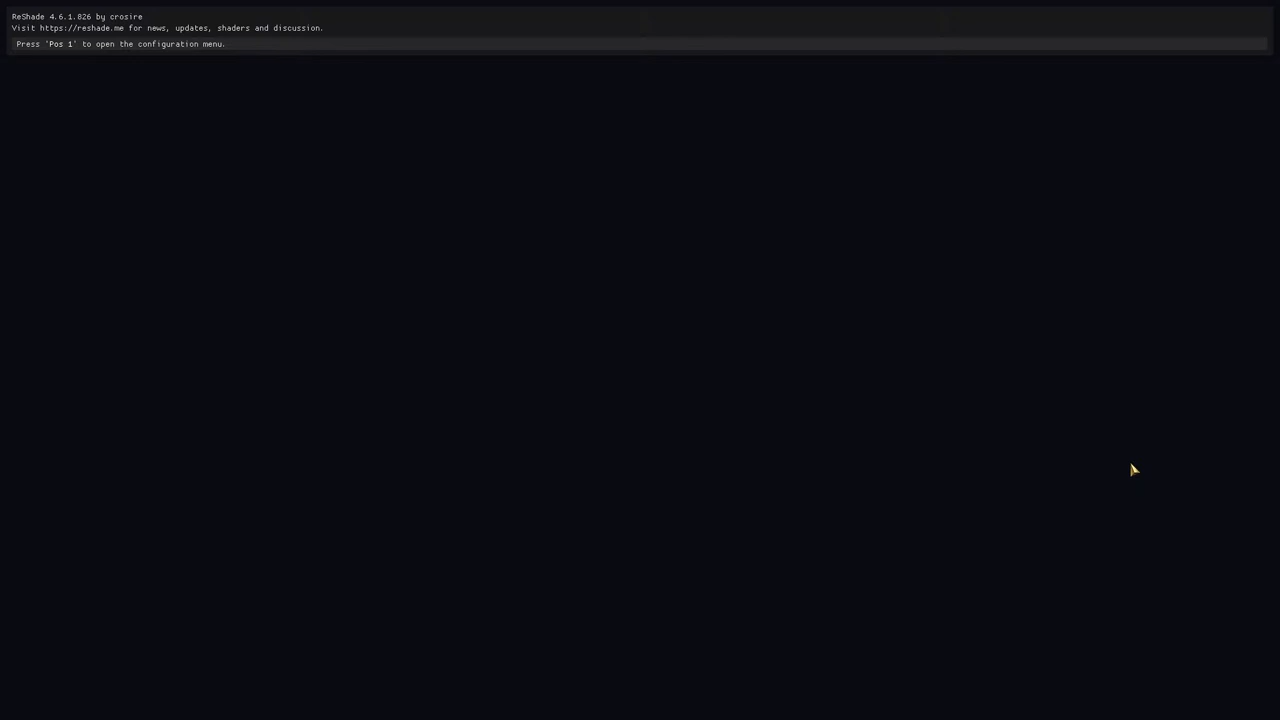 ReShade 4.6.1.826 by crosire
Visit https://reshade.me for news, updates, shaders and discussion.
Press 'Pos 1' to open the configuration menu.